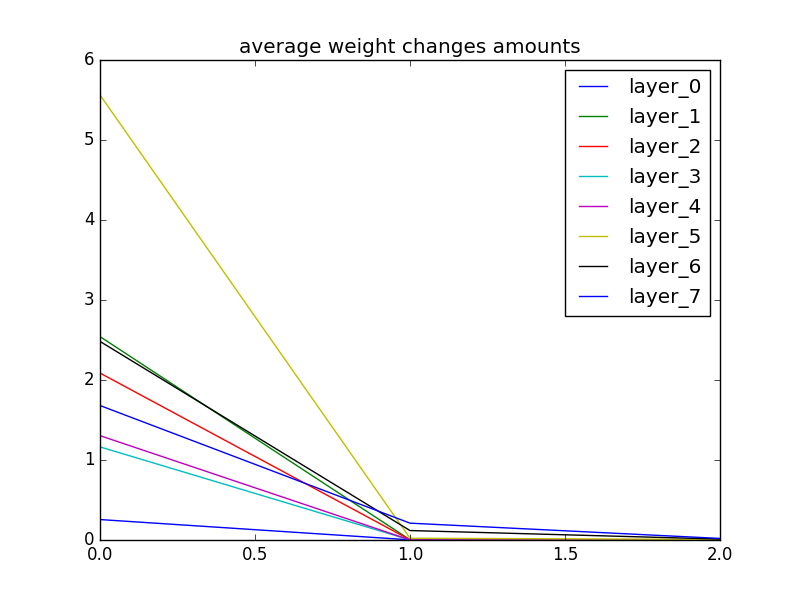 average weight changes amounts
6
5
4
3
2
1
0
0.0 0.5 1.0 1.5 2.0
layer_0
layer_1
layer_2
layer_3
layer_4
layer_5
layer_6
layer_7